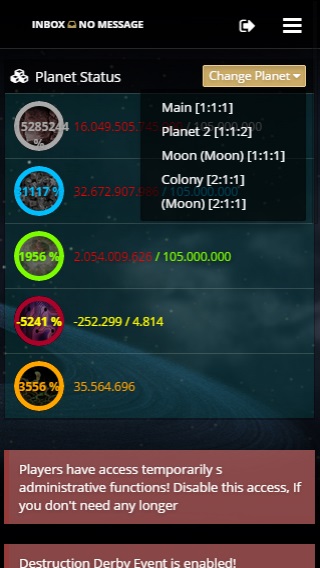 INBOX NO MESSAGE
Planet Status
Change Planet
Main [1:1:1]
Planet 2 [1:1:2]
Moon (Moon) [1:1:1]
Colony [2:1:1]
(Moon) [2:1:1]
5285244 %
16.049.505. / 105.000.000
31117 %
32.672.907. / 105.000.000
1956 %
2.054.009.626 / 105.000.000
-5241 %
-252.299 / 4.814
3556 %
35.564.696
Players have access temporarily s
administrative functions! Disable this access, If
you don't need any longer
Destruction Derby Event is enabled!